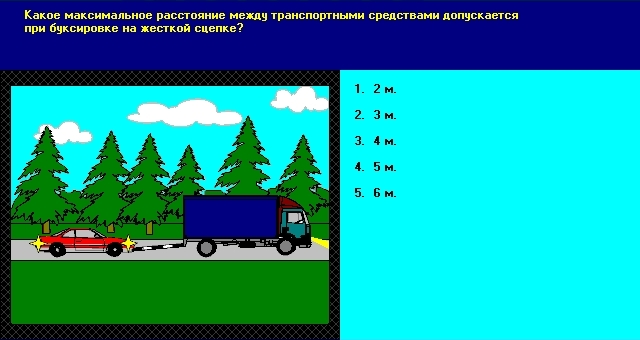 Какое максимальное расстояние между транспортными средствами допускается
при буксировке на жесткой сцепке?
1. 2 м.
2. 3 м.
3. 4 м.
4. 5 м.
5. 6 м.